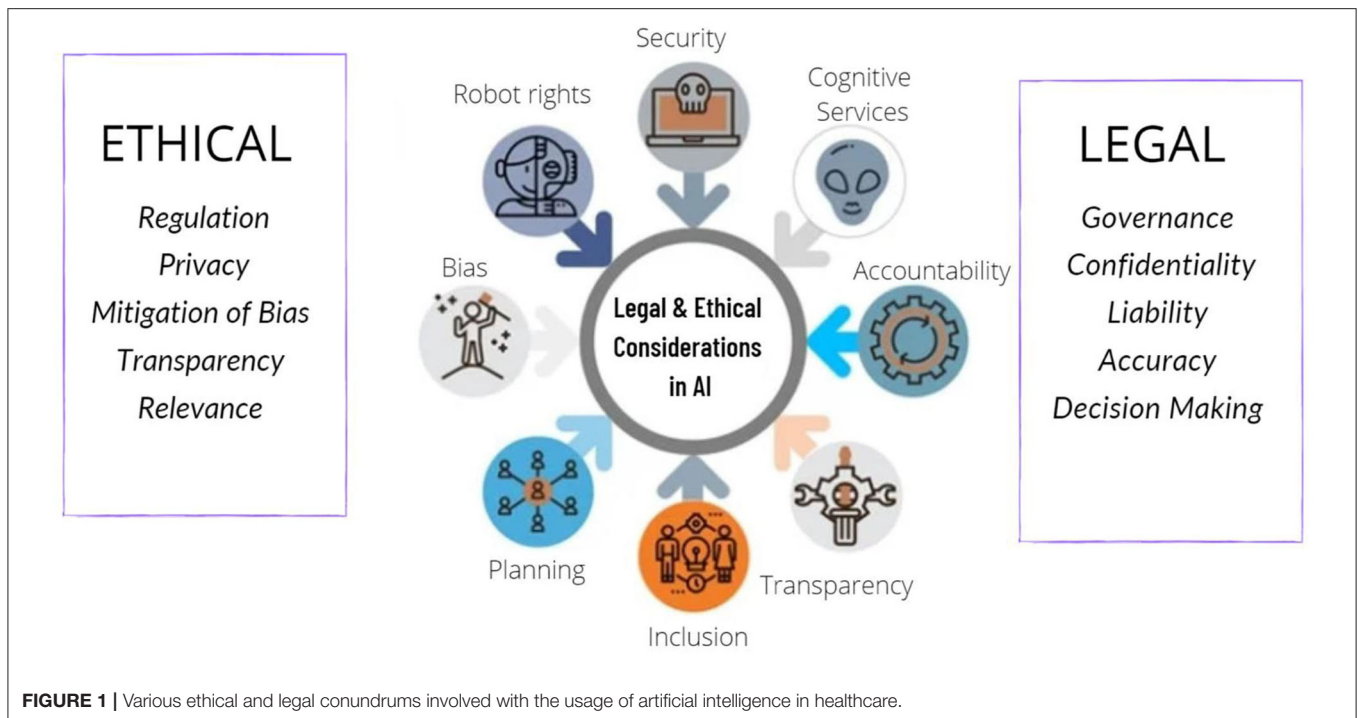 ETHICAL
Regulation
Privacy
Mitigation of Bias
Transparency
Relevance
Security
Robot rights
Cognitive
Services
Bias
Accountability
Legal & Ethical
Considerations
in AI
Planning
Transparency
Inclusion
LEGAL
Governance
Confidentiality
Liability
Accuracy
Decision Making
FIGURE 1 | Various ethical and legal conundrums involved with the usage of artificial intelligence in healthcare.